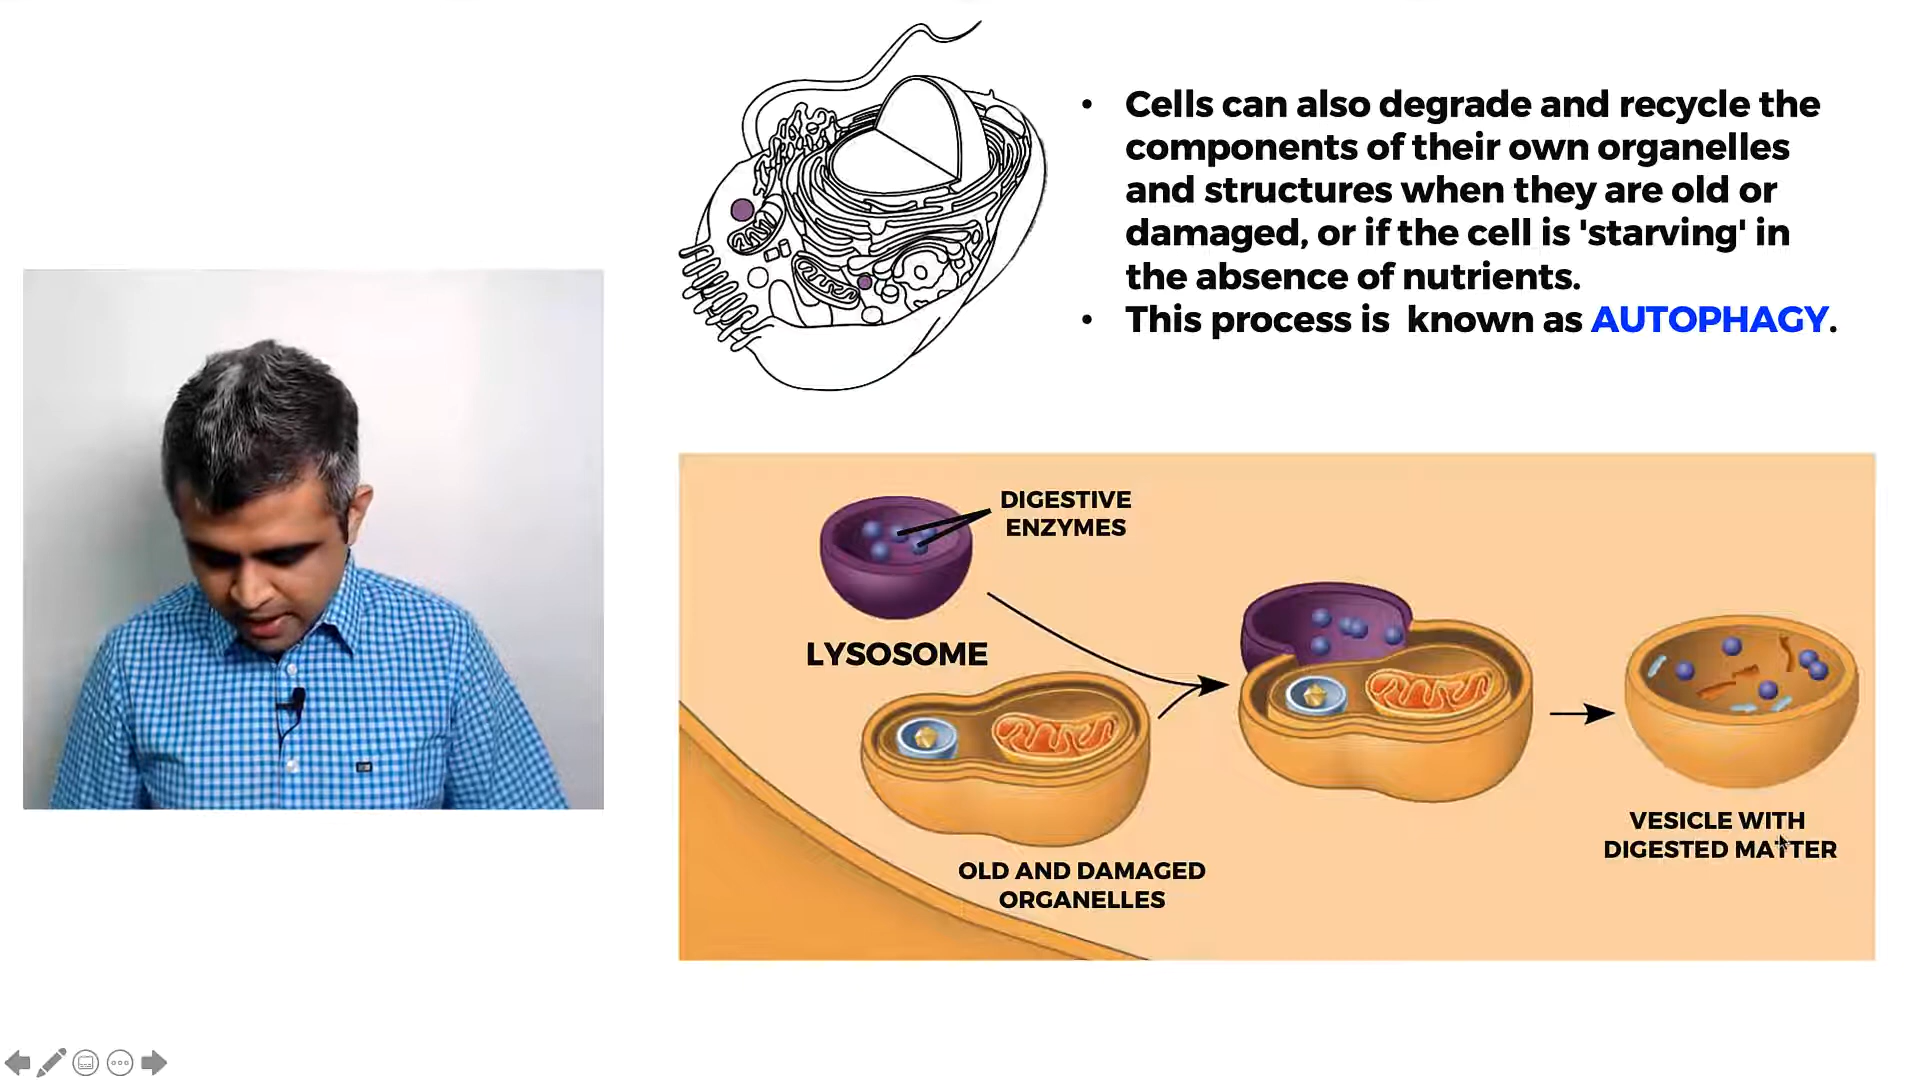 • Cells can also degrade and recycle the
components of their own organelles
and structures when they are old or
damaged, or if the cell is 'starving' in
the absence of nutrients.
• This process is known as AUTOPHAGY.
DIGESTIVE
ENZYMES
LYSOSOME
OLD AND DAMAGED
ORGANELLES
VESICLE WITH
DIGESTED MATTER